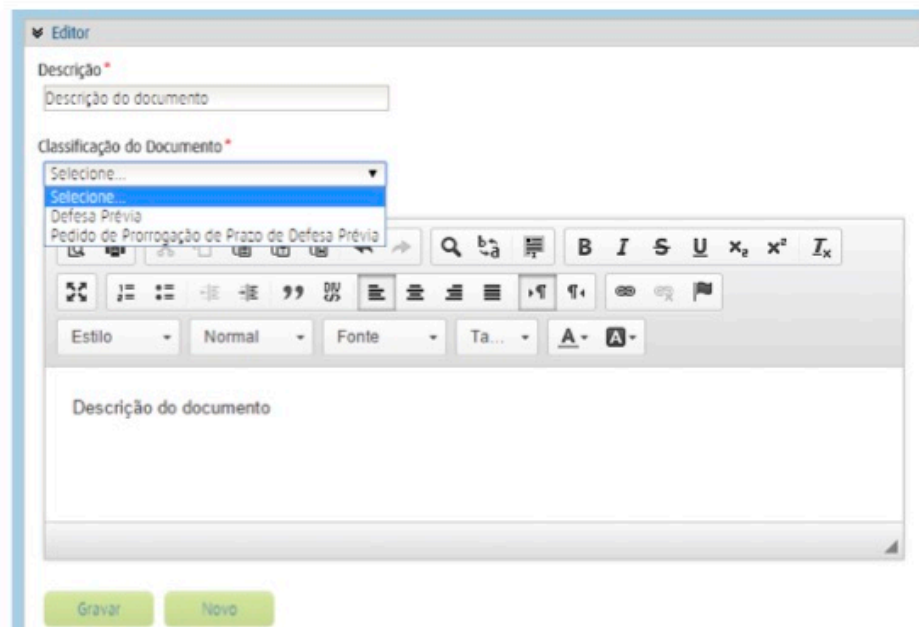 Editor
Descrição *
Descrição do documento
Classificação do Documento *
Selecione...
Selecione...
Defesa Prévia
Pedido de Prorrogação de Prazo de Defesa Prévia
B I S U x₂ x² Tx
Estilo Normal Fonte Ta... A A
Descrição do documento
Gravar Novo